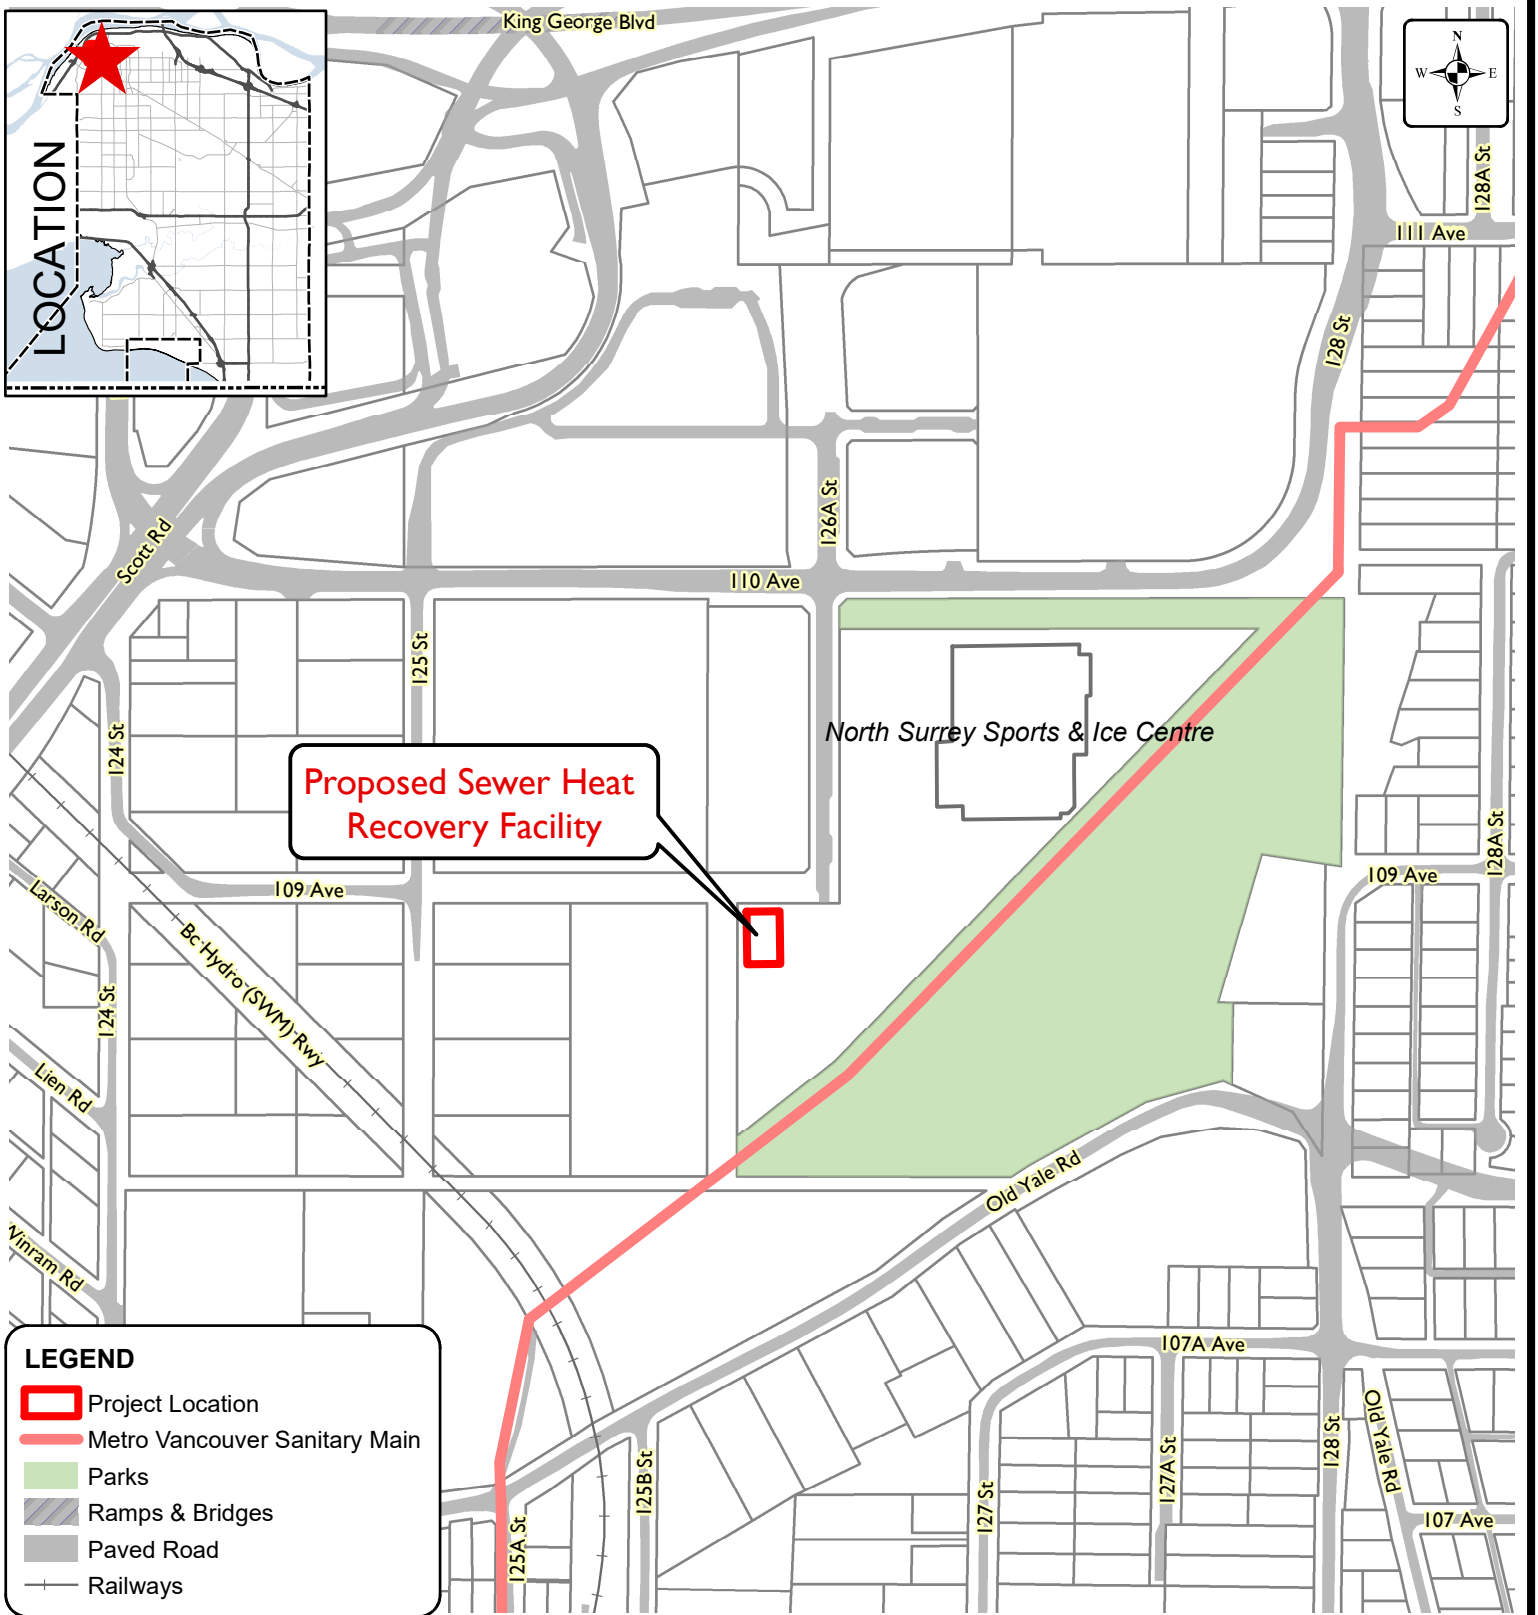 King George Blvd
N
W
E
S
LOCATION
128A St
111 Ave
128 St
126A St
Scott Rd
110 Ave
125 St
124 St
North Surrey Sports & Ice Centre
Proposed Sewer Heat
Recovery Facility
128A St
109 Ave
109 Ave
Larson Rd
Bc Hydro (SWM) Rwy
124 St
Lien Rd
Old Yale Rd
Winram Rd
107A Ave
Old Yale Rd
128 St
127A St
125B St
127 St
107 Ave
125A St
LEGEND
Project Location
Metro Vancouver Sanitary Main
Parks
Ramps & Bridges
Paved Road
Railways